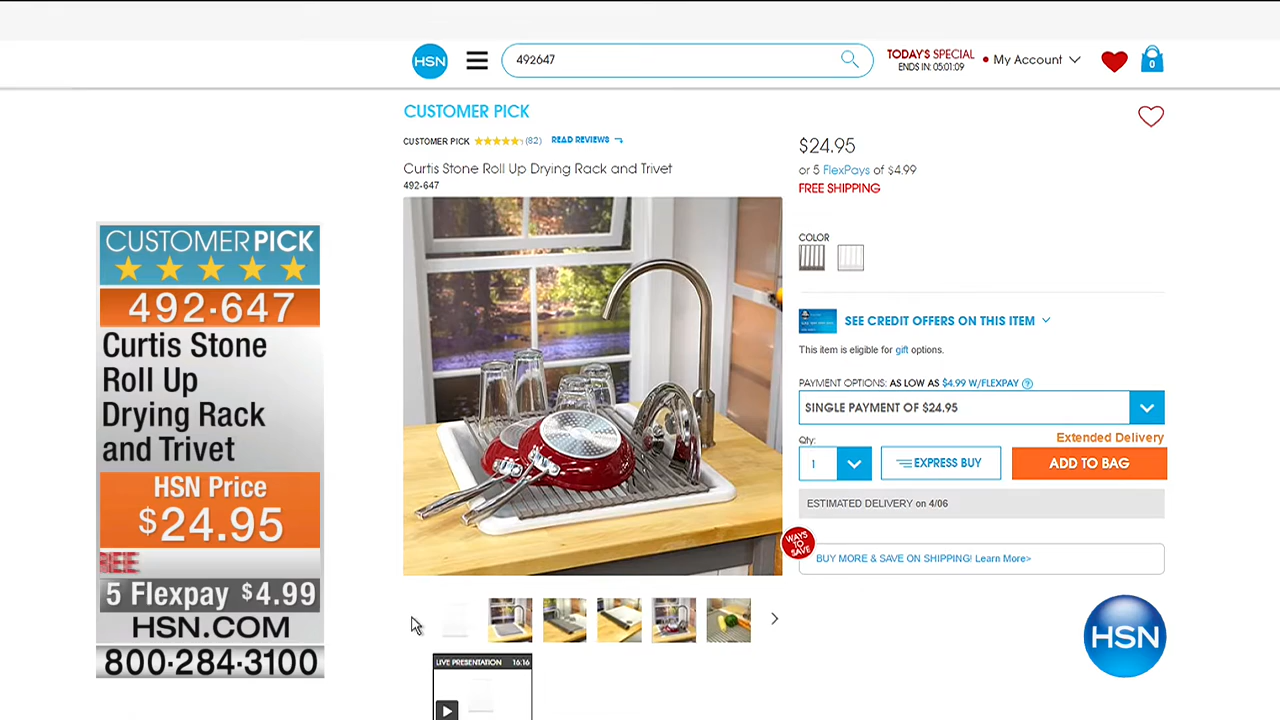 HSN
492647
TODAY'S SPECIAL
ENDS IN: 05:01:09
My Account
0
CUSTOMER PICK
CUSTOMER PICK (82) READ REVIEWS
Curtis Stone Roll Up Drying Rack and Trivet
492-647
$24.95
or 5 FlexPays of $4.99
FREE SHIPPING
COLOR
SEE CREDIT OFFERS ON THIS ITEM
This item is eligible for gift options.
PAYMENT OPTIONS: AS LOW AS $4.99 W/FLEXPAY ?
SINGLE PAYMENT OF $24.95
Extended Delivery
Qty:
1
EXPRESS BUY
ADD TO BAG
ESTIMATED DELIVERY on 4/06
WAYS
TO
SAVE
BUY MORE & SAVE ON SHIPPING! Learn More>
LIVE PRESENTATION 16:16
CUSTOMER PICK
492-647
Curtis Stone
Roll Up
Drying Rack
and Trivet
HSN Price
$24.95
REE
5 Flexpay $4.99
HSN.COM
800-284-3100
HSN